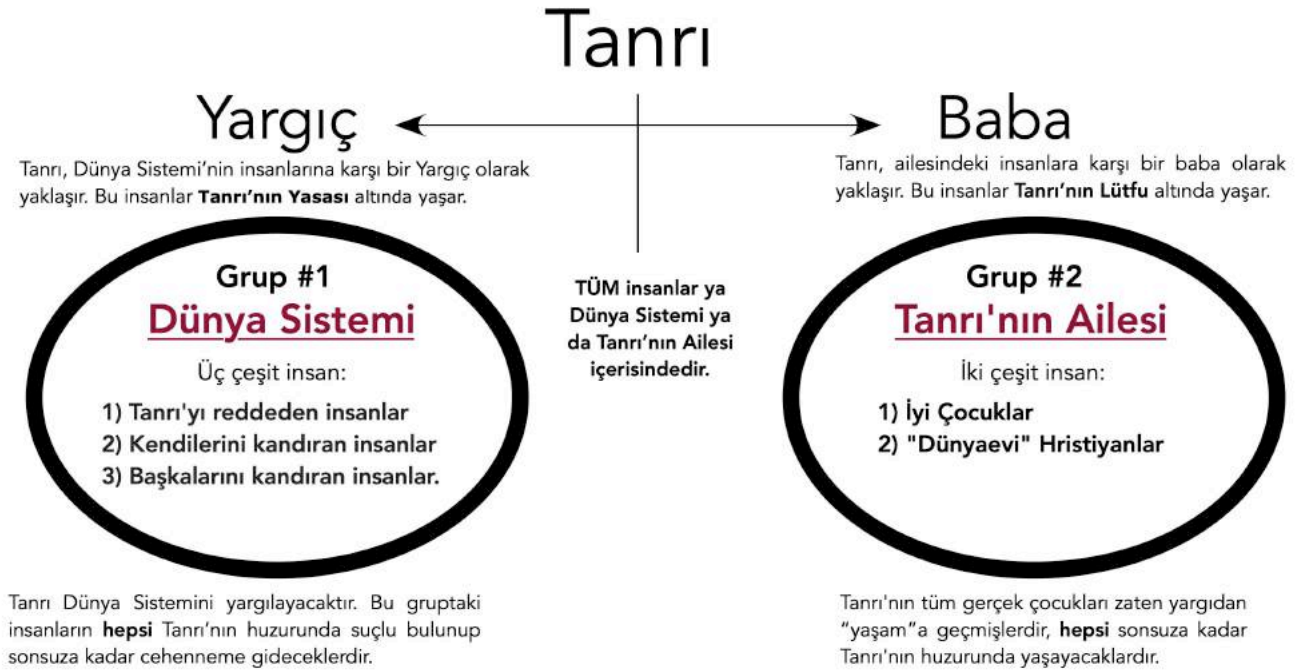 Tanrı
Yargıç
Tanrı, Dünya Sistemi’nin insanlarına karşı bir Yargıç olarak
yaklaşır. Bu insanlar Tanrı’nın Yasası altında yaşar.
Baba
Tanrı, ailesindeki insanlara karşı bir baba olarak
yaklaşır. Bu insanlar Tanrı’nın Lütfu altında yaşar.
Grup #1
Dünya Sistemi
Üç çeşit insan:
1) Tanrı'yı reddeden insanlar
2) Kendilerini kandıran insanlar
3) Başkalarını kandıran insanlar.
TÜM insanlar ya
Dünya Sistemi ya
da Tanrı’nın Ailesi
içerisindedir.
Grup #2
Tanrı'nın Ailesi
İki çeşit insan:
1) İyi Çocuklar
2) "Dünyaevi" Hristiyanlar
Tanrı Dünya Sistemini yargılayacaktır. Bu gruptaki
insanların hepsi Tanrı’nın huzurunda suçlu bulunup
sonsuza kadar cehenneme gideceklerdir.
Tanrı'nın tüm gerçek çocukları zaten yargıdan
“yaşam”a geçmişlerdir, hepsi sonsuza kadar
Tanrı'nın huzurunda yaşayacaklardır.